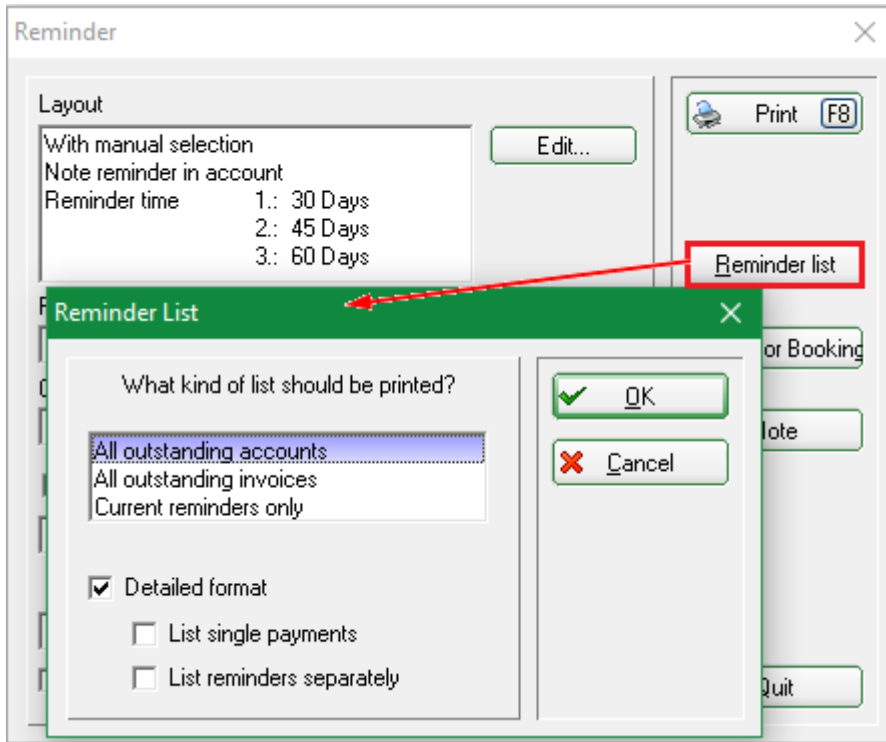 Reminder
Layout
With manual selection
Note reminder in account
Reminder time 1.: 30 Days
2.: 45 Days
3.: 60 Days
Edit...
Print F8
Reminder list
or Booking
Quit
Reminder List
What kind of list should be printed?
All outstanding accounts
All outstanding invoices
Current reminders only
Detailed format
List single payments
List reminders separately
OK
Cancel